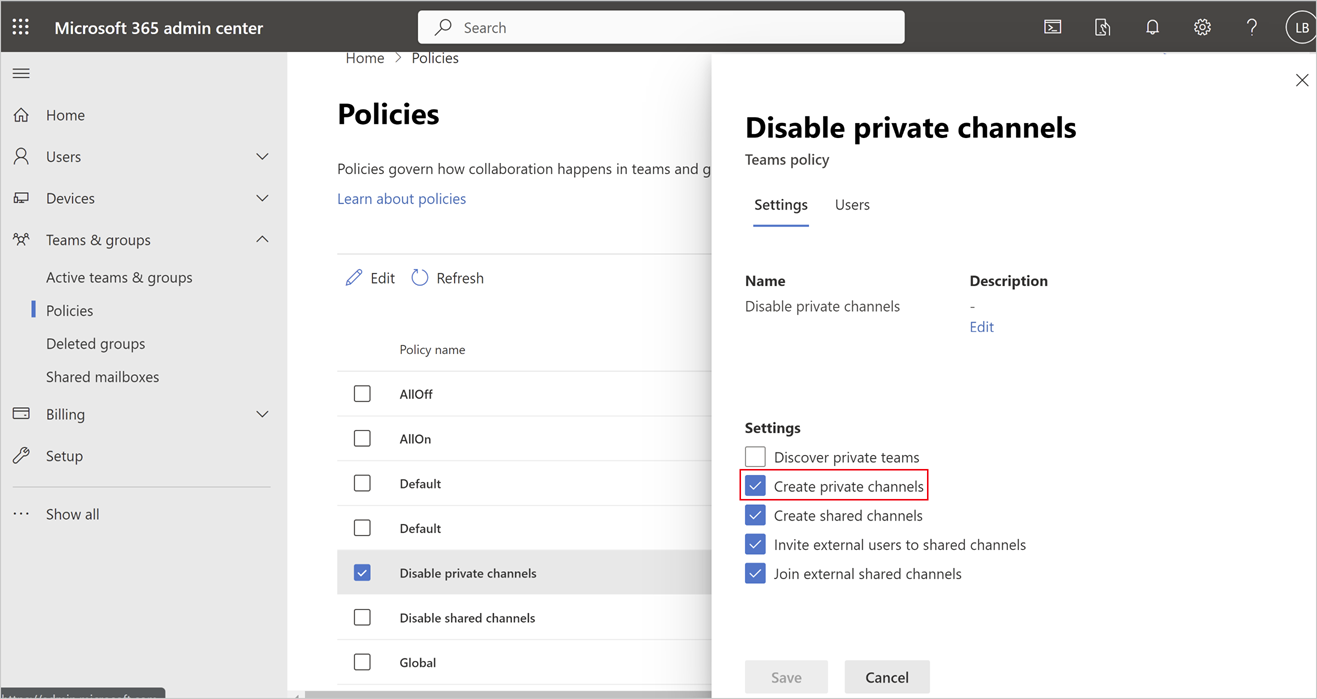 Microsoft 365 admin center
Search
LB
Home
Users
Devices
Teams & groups
Active teams & groups
Policies
Deleted groups
Shared mailboxes
Billing
Setup
Show all
Home > Policies
Policies
Policies govern how collaboration happens in teams and g
Learn about policies
Edit Refresh
Policy name
AllOff
AllOn
Default
Default
Disable private channels
Disable shared channels
Global
Disable private channels
Teams policy
Settings Users
Name Description
Disable private channels -
Edit
Settings
Discover private teams
Create private channels
Create shared channels
Invite external users to shared channels
Join external shared channels
Save Cancel